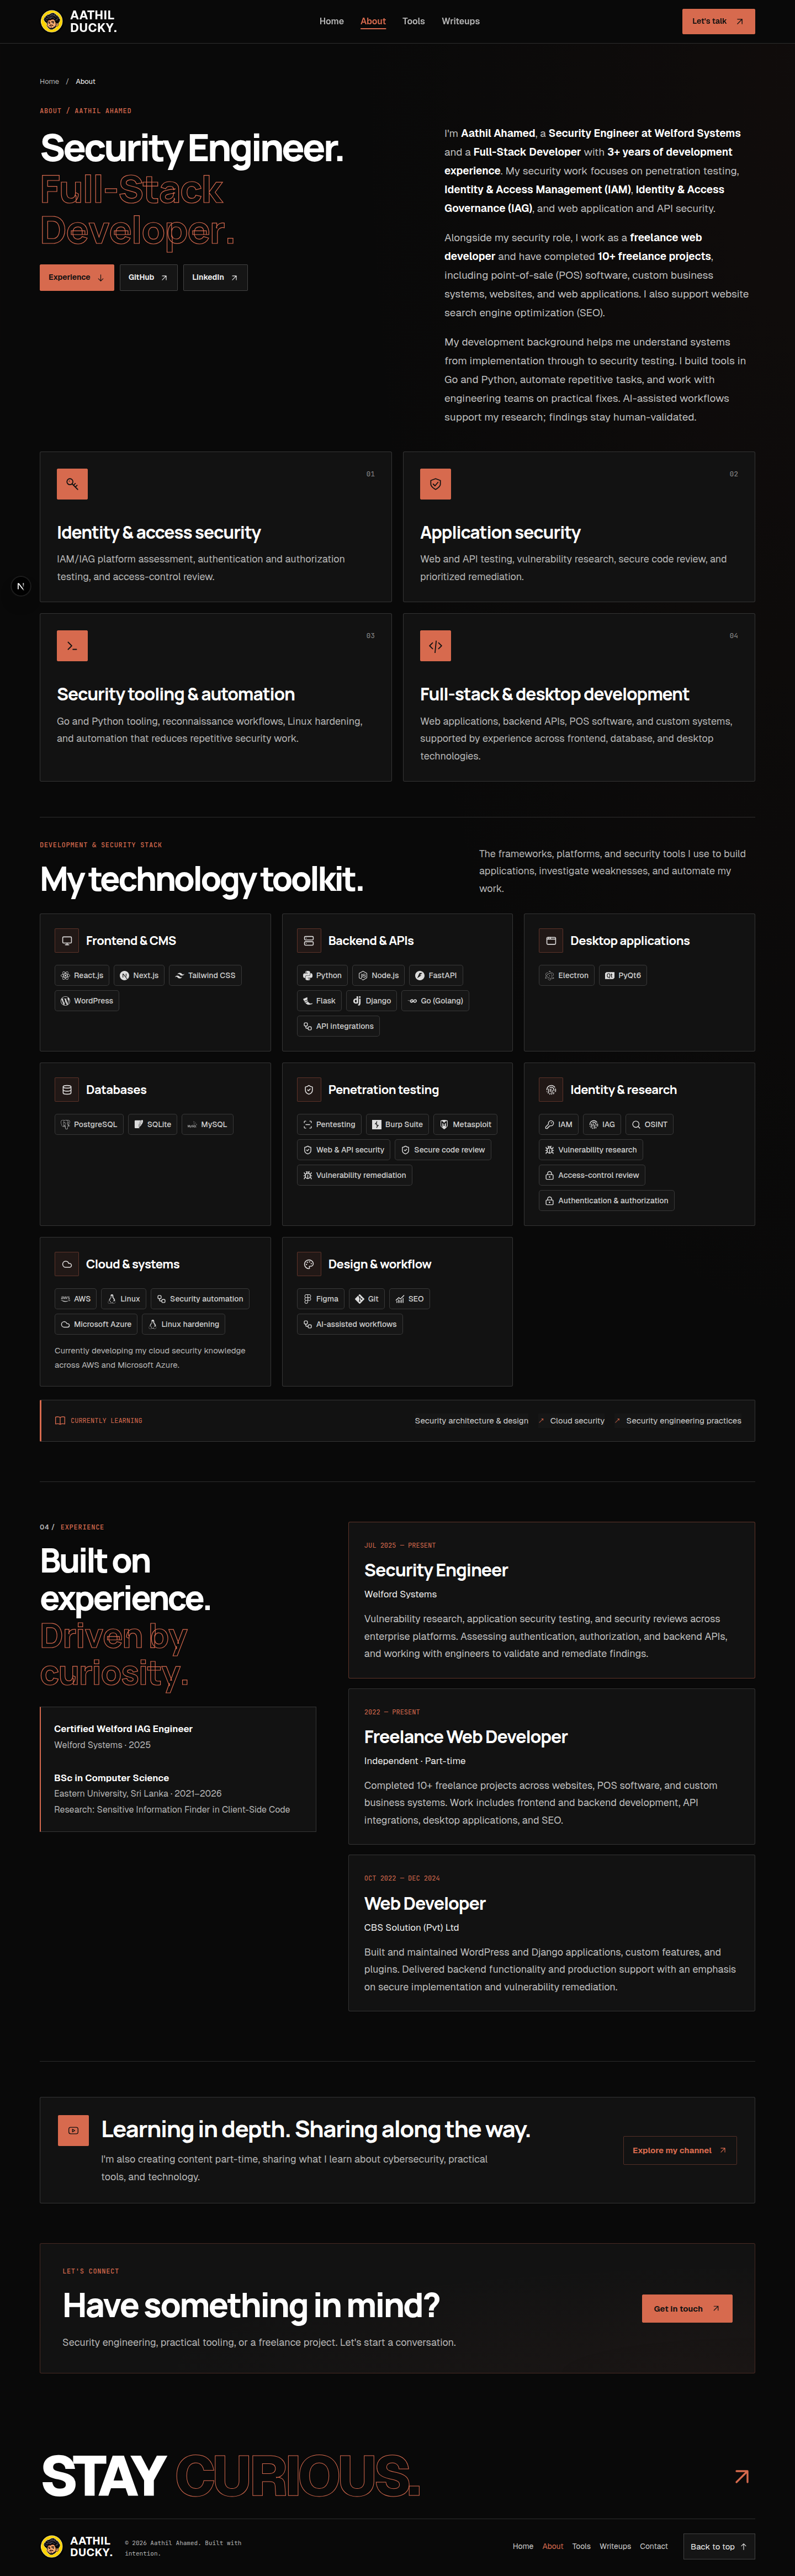 AATHIL
DUCKY.
Home
About
Tools
Writeups
Let's talk
Home / About
ABOUT / AATHIL AHAMED
Security Engineer.
Full-Stack
Developer.
Experience
GitHub
LinkedIn
I'm Aathil Ahamed, a Security Engineer at Welford Systems
and a Full-Stack Developer with 3+ years of development
experience. My security work focuses on penetration testing,
Identity & Access Management (IAM), Identity & Access
Governance (IAG), and web application and API security.
Alongside my security role, I work as a freelance web
developer and have completed 10+ freelance projects,
including point-of-sale (POS) software, custom business
systems, websites, and web applications. I also support website
search engine optimization (SEO).
My development background helps me understand systems
from implementation through to security testing. I build tools in
Go and Python, automate repetitive tasks, and work with
engineering teams on practical fixes. AI-assisted workflows
support my research; findings stay human-validated.
01
Identity & access security
IAM/IAG platform assessment, authentication and authorization
testing, and access-control review.
02
Application security
Web and API testing, vulnerability research, secure code review, and
prioritized remediation.
03
Security tooling & automation
Go and Python tooling, reconnaissance workflows, Linux hardening,
and automation that reduces repetitive security work.
04
Full-stack & desktop development
Web applications, backend APIs, POS software, and custom systems,
supported by experience across frontend, database, and desktop
technologies.
N
DEVELOPMENT & SECURITY STACK
My technology toolkit.
The frameworks, platforms, and security tools I use to build
applications, investigate weaknesses, and automate my
work.
Frontend & CMS
React.js
Next.js
Tailwind CSS
WordPress
Backend & APIs
Python
Node.js
FastAPI
Flask
Django
Go (Golang)
API integrations
Desktop applications
Electron
PyQt6
Databases
PostgreSQL
SQLite
MySQL
Penetration testing
Pentesting
Burp Suite
Metasploit
Web & API security
Secure code review
Vulnerability remediation
Identity & research
IAM
IAG
OSINT
Vulnerability research
Access-control review
Authentication & authorization
Cloud & systems
AWS
Linux
Security automation
Microsoft Azure
Linux hardening
Currently developing my cloud security knowledge
across AWS and Microsoft Azure.
Design & workflow
Figma
Git
SEO
AI-assisted workflows
CURRENTLY LEARNING
Security architecture & design
Cloud security
Security engineering practices
04 / EXPERIENCE
Built on
experience.
Driven by
curiosity.
Certified Welford IAG Engineer
Welford Systems · 2025
BSc in Computer Science
Eastern University, Sri Lanka · 2021–2026
Research: Sensitive Information Finder in Client-Side Code
JUL 2025 — PRESENT
Security Engineer
Welford Systems
Vulnerability research, application security testing, and security reviews across
enterprise platforms. Assessing authentication, authorization, and backend APIs,
and working with engineers to validate and remediate findings.
2022 — PRESENT
Freelance Web Developer
Independent · Part-time
Completed 10+ freelance projects across websites, POS software, and custom
business systems. Work includes frontend and backend development, API
integrations, desktop applications, and SEO.
OCT 2022 — DEC 2024
Web Developer
CBS Solution (Pvt) Ltd
Built and maintained WordPress and Django applications, custom features, and
plugins. Delivered backend functionality and production support with an emphasis
on secure implementation and vulnerability remediation.
Learning in depth. Sharing along the way.
I'm also creating content part-time, sharing what I learn about cybersecurity, practical
tools, and technology.
Explore my channel
LET'S CONNECT
Have something in mind?
Security engineering, practical tooling, or a freelance project. Let's start a conversation.
Get in touch
STAY CURIOUS.
AATHIL
DUCKY.
© 2026 Aathil Ahamed. Built with
intention.
Home
About
Tools
Writeups
Contact
Back to top